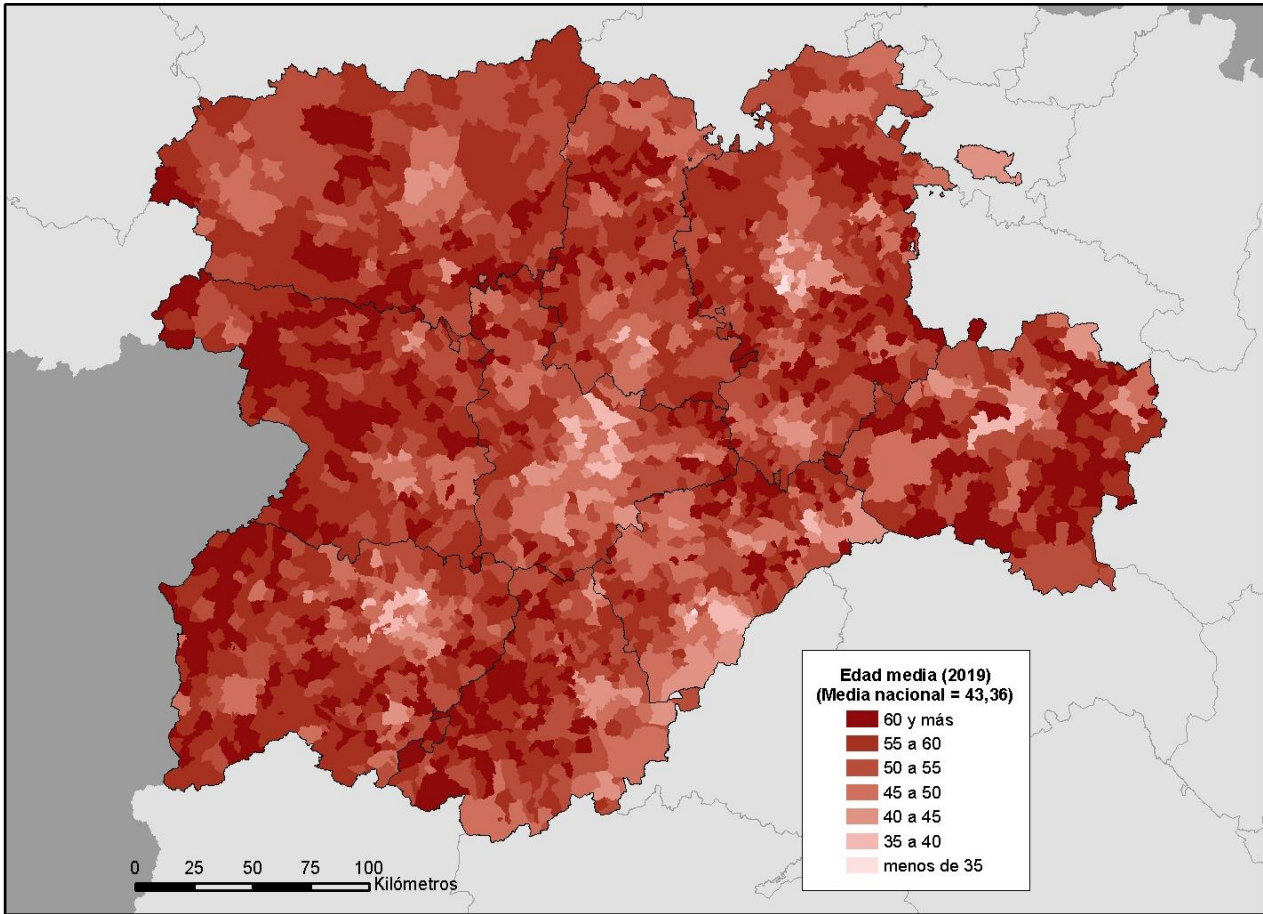 Edad media (2019)
(Media nacional = 43,36)
60 y más
55 a 60
50 a 55
45 a 50
40 a 45
35 a 40
menos de 35
0 25 50 75 100
Kilómetros